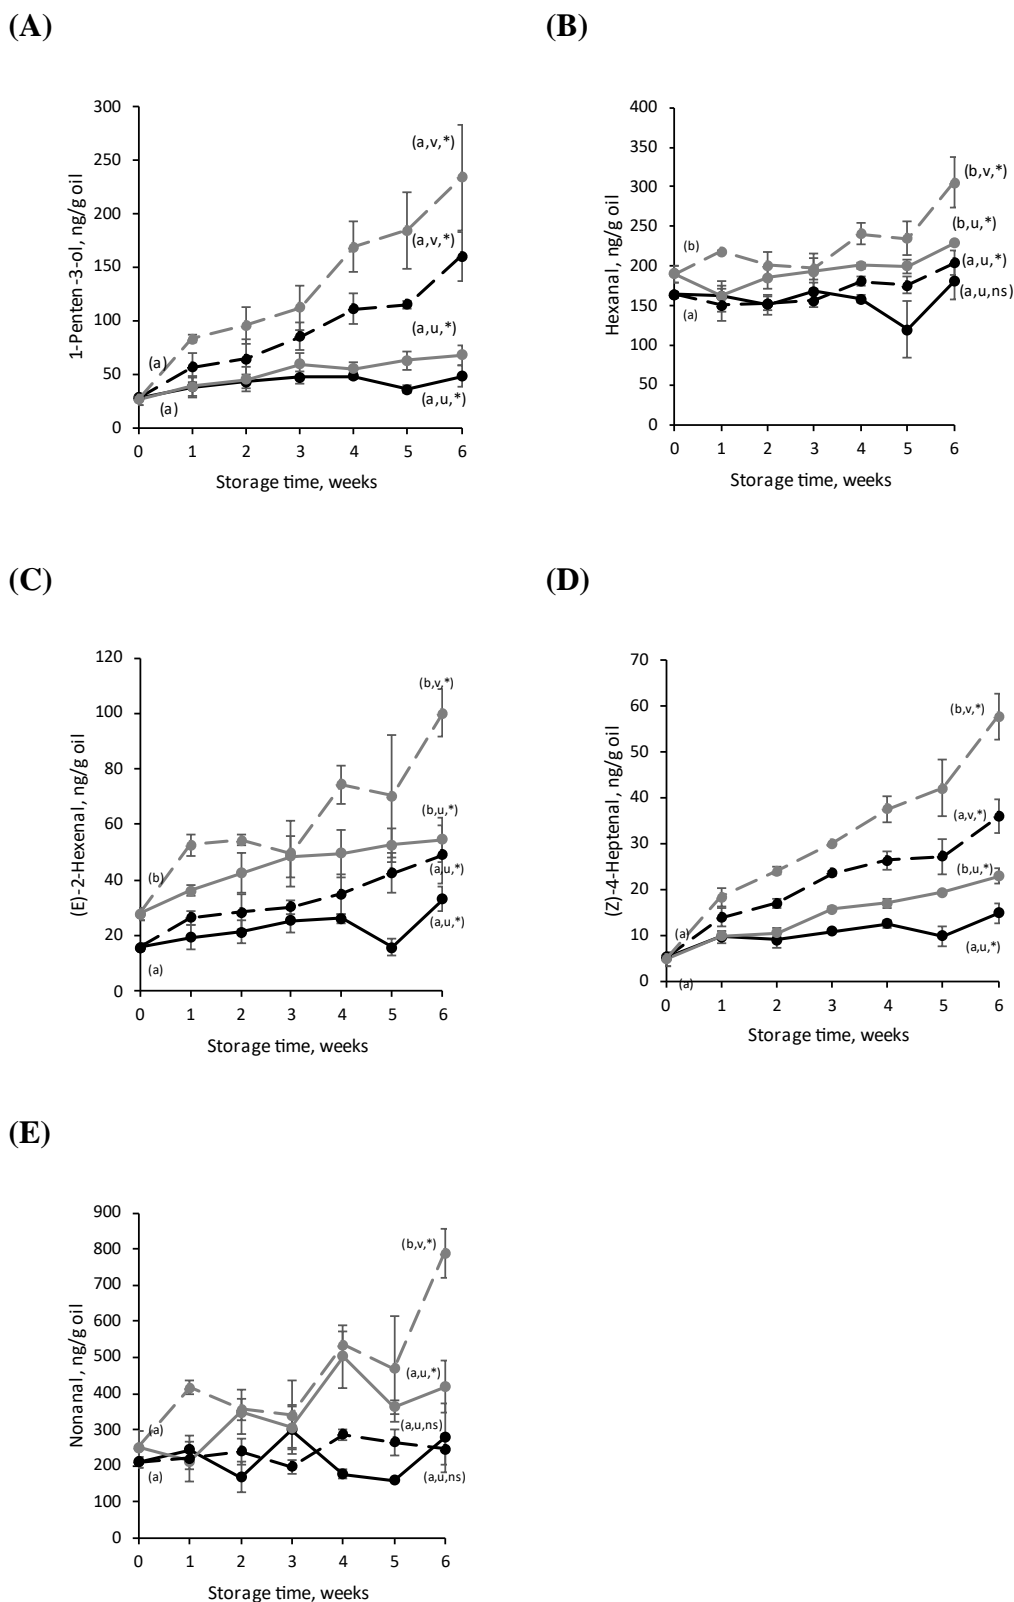 (A)
300
250
200
150
100
50
0
1-Penten-3-ol, ng/g oil
(a,v,*)
(a,v,*)
(a,u,*)
(a,u,*)
(a)
(a)
0 1 2 3 4 5 6
Storage time, weeks
(B)
400
350
300
250
200
150
100
50
0
Hexanal, ng/g oil
(b,v,*)
(b,u,*)
(a,u,*)
(a,u,ns)
(b)
(a)
0 1 2 3 4 5 6
Storage time, weeks
(C)
120
100
80
60
40
20
0
(E)-2-Hexenal, ng/g oil
(b,v,*)
(b,u,*)
(a,u,*)
(a,u,*)
(b)
(a)
0 1 2 3 4 5 6
Storage time, weeks
(D)
70
60
50
40
30
20
10
0
(Z)-4-Heptenal, ng/g oil
(b,v,*)
(a,v,*)
(b,u,*)
(a,u,*)
(a)
(a)
0 1 2 3 4 5 6
Storage time, weeks
(E)
900
800
700
600
500
400
300
200
100
0
Nonanal, ng/g oil
(b,v,*)
(a,u,*)
(a,u,ns)
(a,u,ns)
(a)
(a)
0 1 2 3 4 5 6
Storage time, weeks